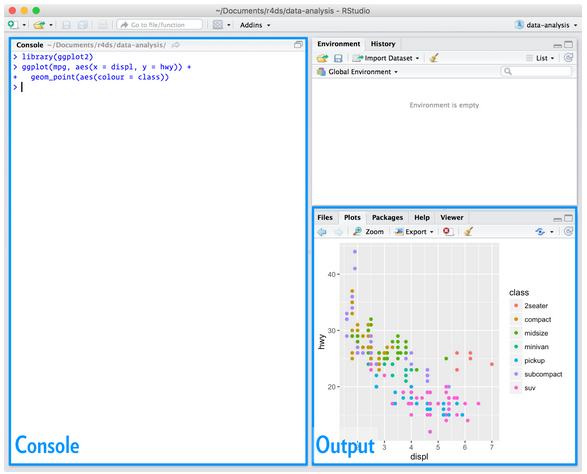 ~/Documents/r4ds/data-analysis - RStudio
Go to file/function
Addins
data-analysis
Console ~/Documents/r4ds/data-analysis/
> library(ggplot2)
> ggplot(mpg, aes(x = displ, y = hwy)) +
+   geom_point(aes(colour = class))
>
Console
Environment History
Import Dataset
List
Global Environment
Environment is empty
Files Plots Packages Help Viewer
Zoom Export
40
30
20
hwy
2 3 4 5 6 7
displ
class
2seater
compact
midsize
minivan
pickup
subcompact
suv
Output